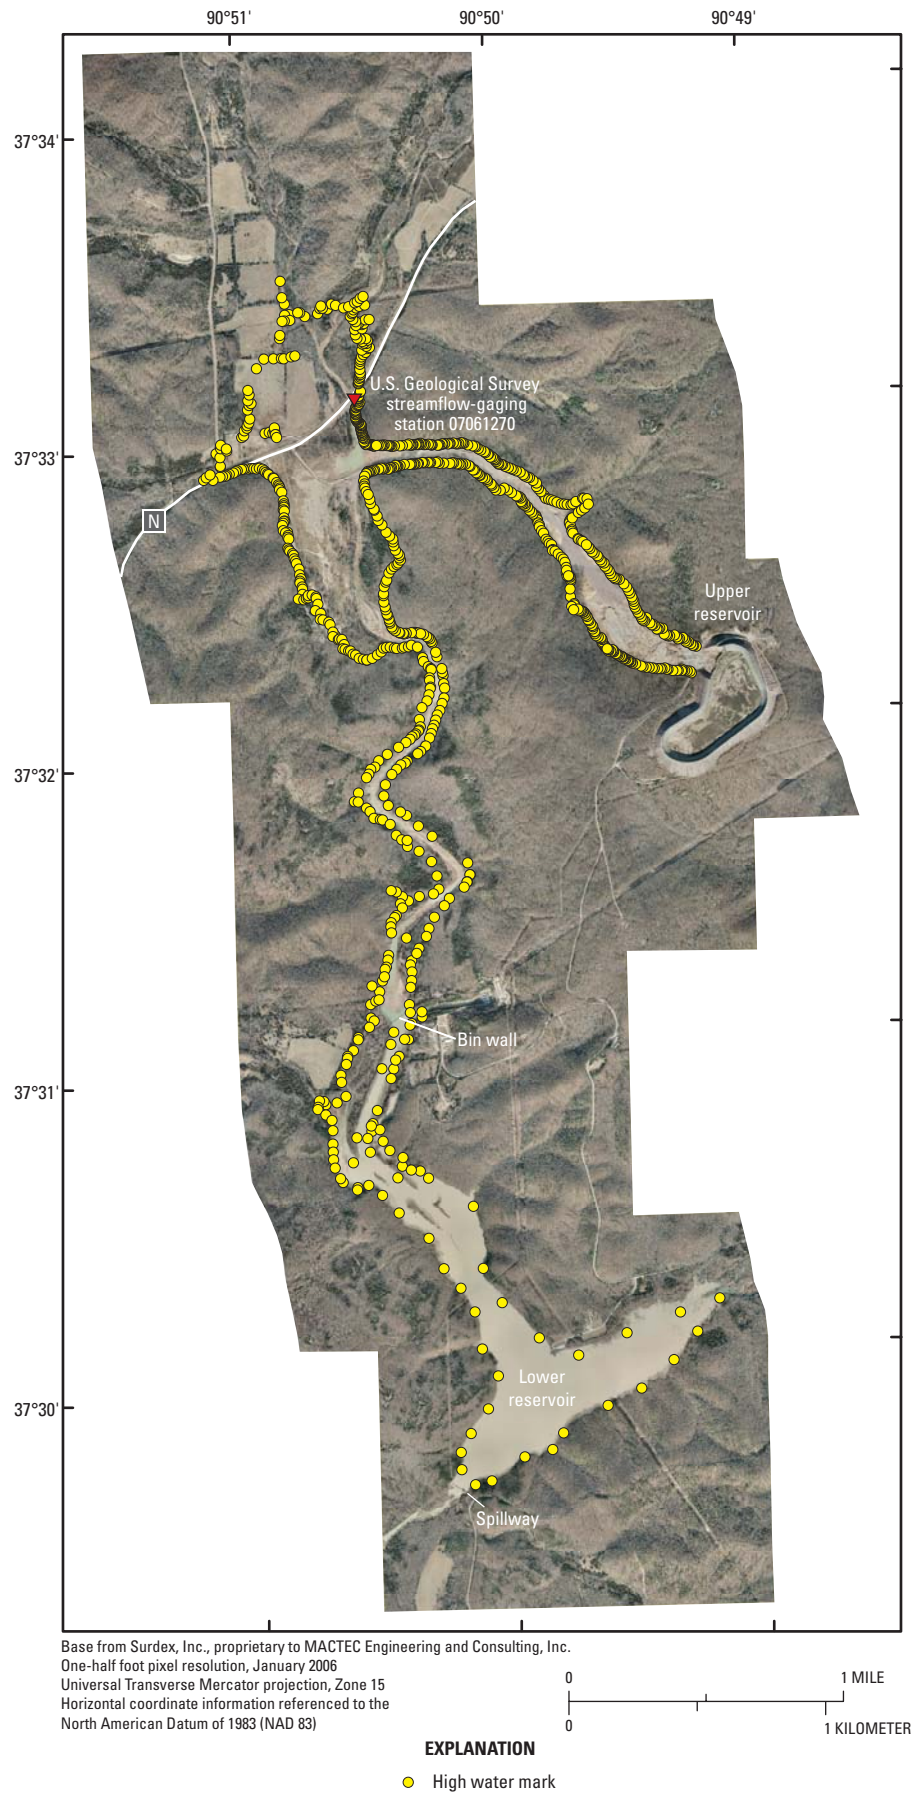 90°51'
90°50'
90°49'
37°34'
U.S. Geological Survey
streamflow-gaging
station 07061270
37°33'
N
Upper
reservoir
37°32'
Bin wall
37°31'
Lower
reservoir
37°30'
Spillway
Base from Surdex, Inc., proprietary to MACTEC Engineering and Consulting, Inc.
One-half foot pixel resolution, January 2006
Universal Transverse Mercator projection, Zone 15
Horizontal coordinate information referenced to the
North American Datum of 1983 (NAD 83)
0
1 MILE
0
1 KILOMETER
EXPLANATION
High water mark